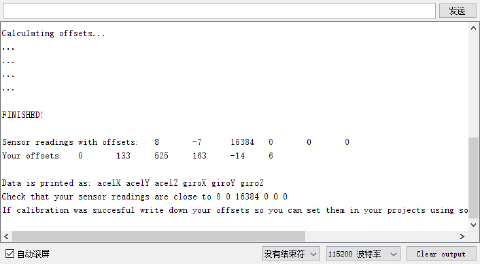 发送
Calculating offsets...
...
...
...
...
FINISHED!
Sensor readings with offsets: 8 -7 16384 0 0 0
Your offsets: 0 133 525 163 -14 6
Data is printed as: acelX acelY acelZ giroX giroY giroZ
Check that your sensor readings are close to 0 0 16384 0 0 0
If calibration was succesful write down your offsets so you can set them in your projects using so
自动滚屏 没有结束符 115200 波特率 Clear output